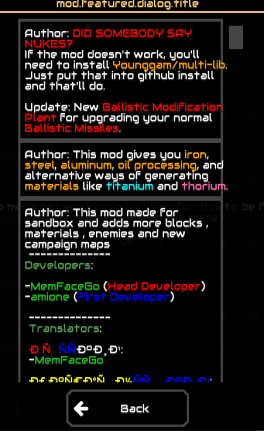 mod.featured.dialog.title
Author: DID SOMEBODY SAY
NUKES?
If the mod doesn't work, you'll
need to install Younggam/multi-lib.
Just put that into github install
and that'll do.
Update: New Ballistic Modification
Plant for upgrading your normal
Ballistic Missiles.
Author: This mod gives you iron,
steel, aluminum, oil processing, and
alternative ways of generating
materials like titanium and thorium.
Author: This mod made for
sandbox and adds more blocks ,
materials , enemies and new
campaign maps
--------------
Developers:
-MemFaceGo (Head Developer)
-amione (First Developer)
--------------
Translators:
-MemFaceGo
Back